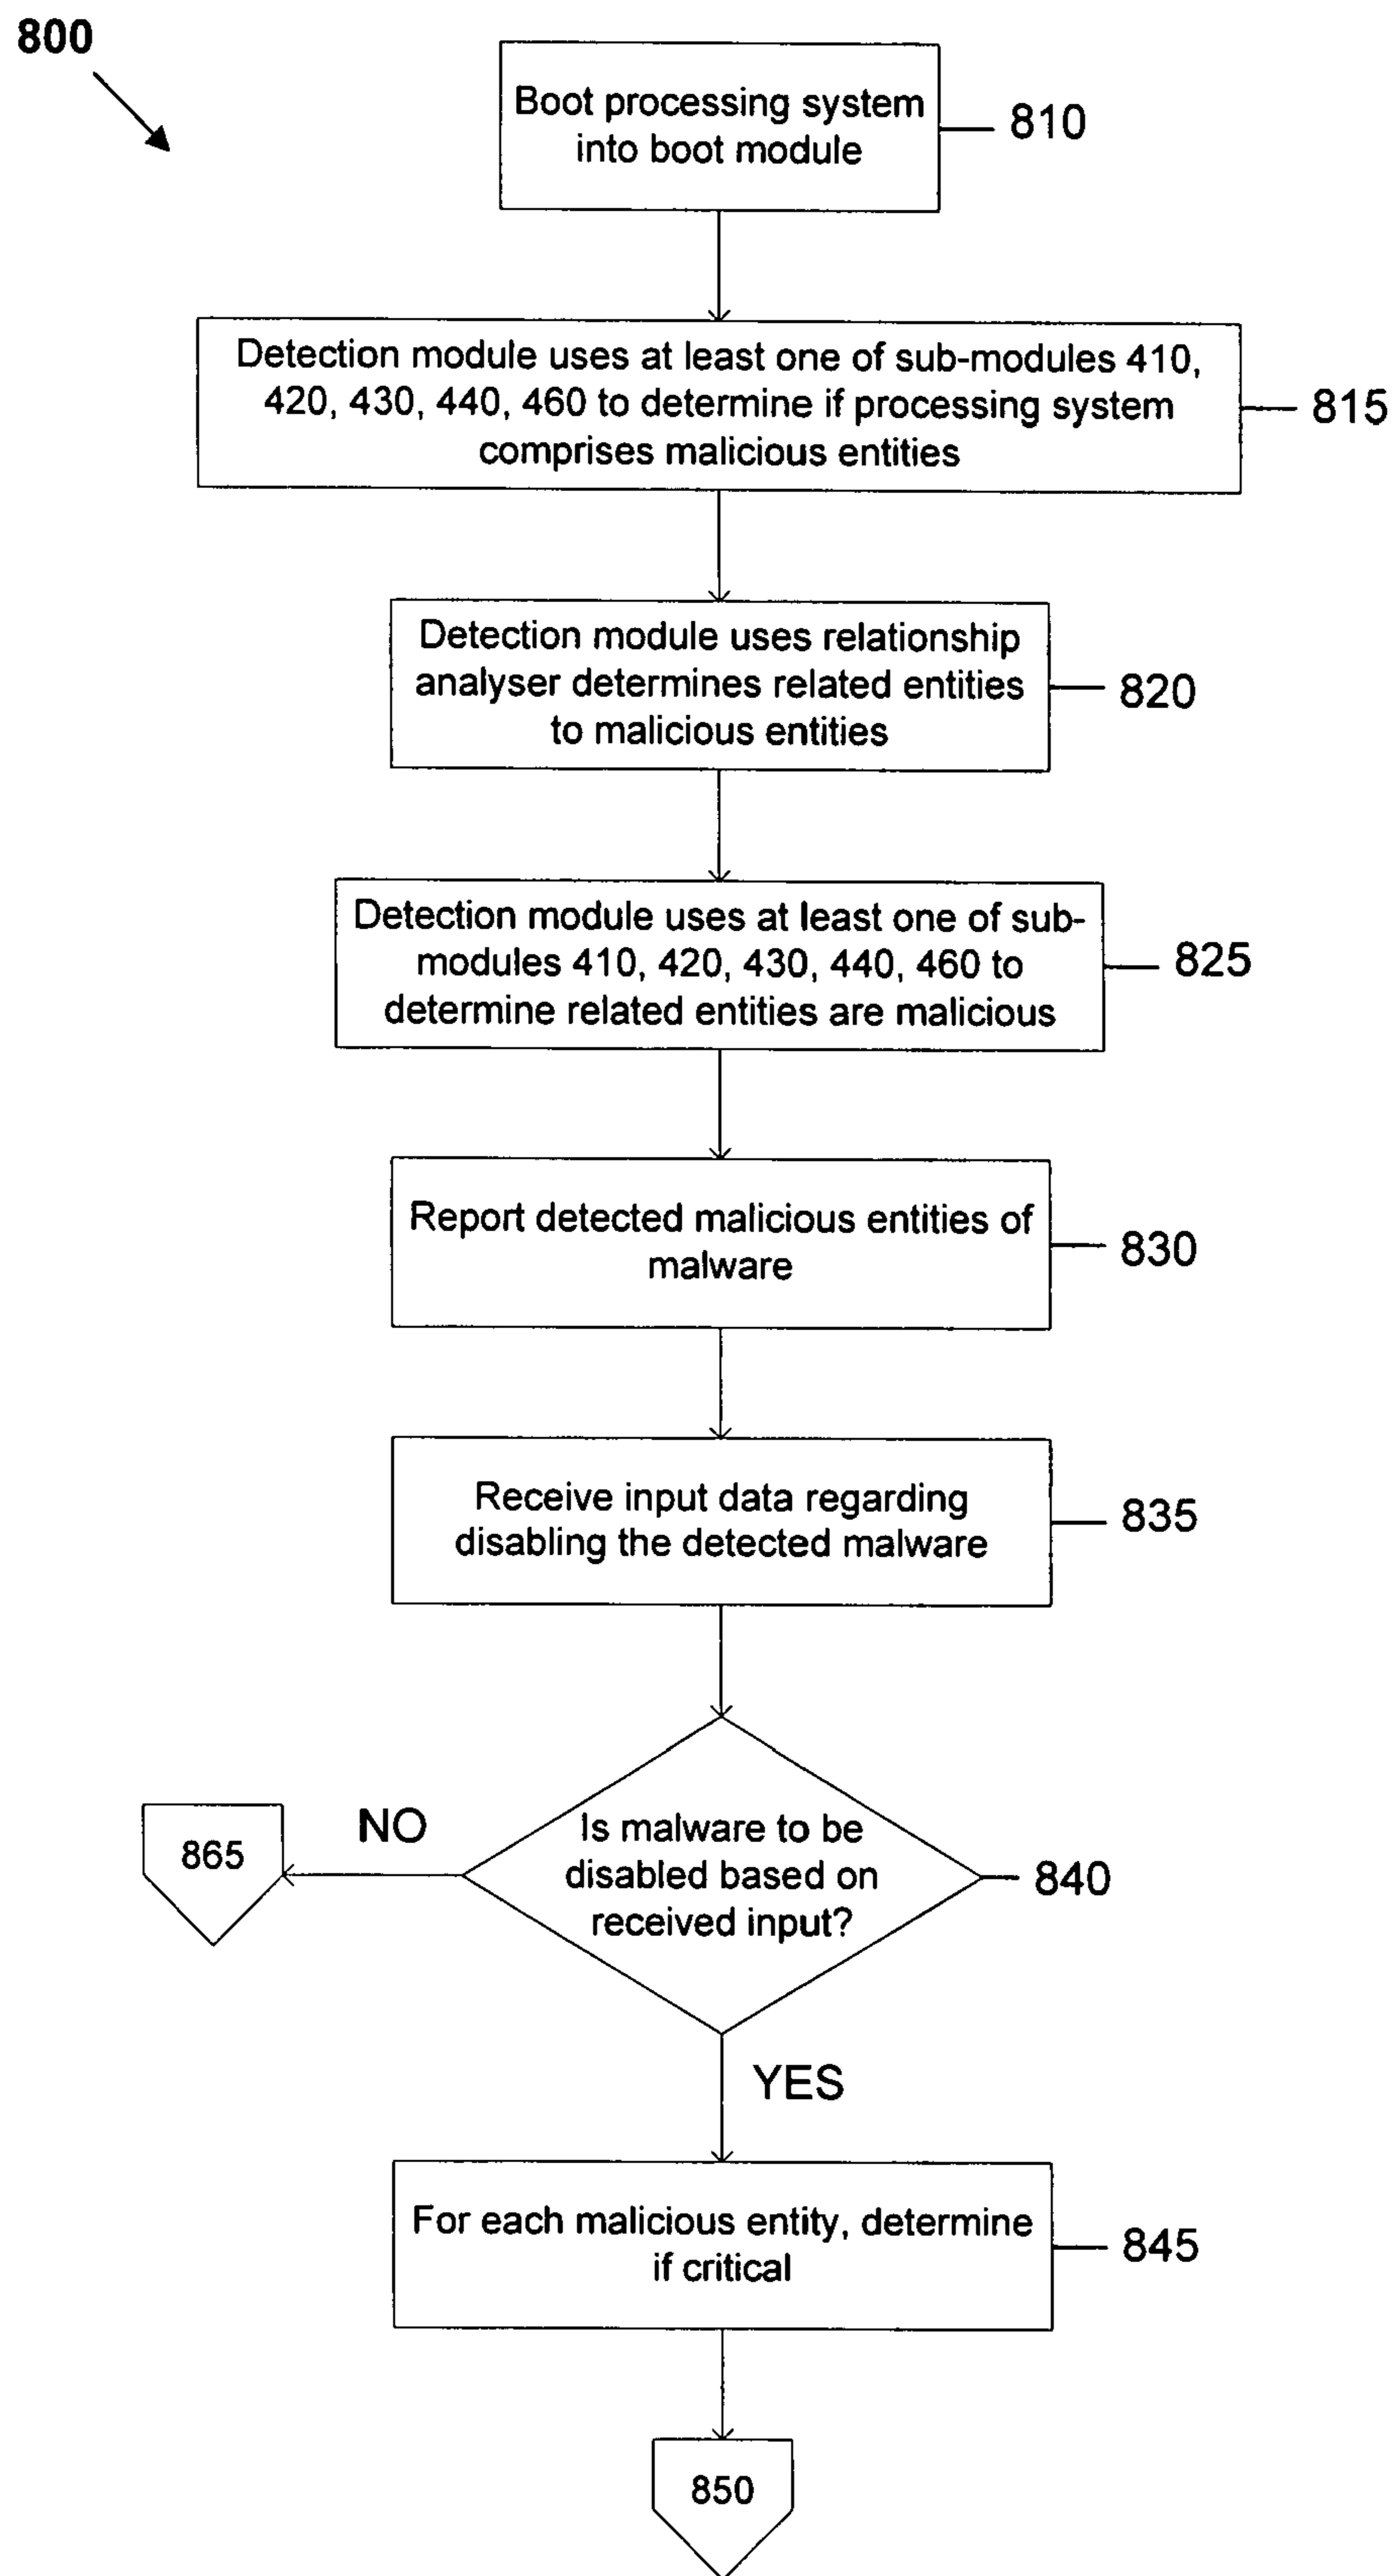 800
Boot processing system
into boot module
810
Detection module uses at least one of sub-modules 410,
420, 430, 440, 460 to determine if processing system
comprises malicious entities
815
Detection module uses relationship
analyser determines related entities
to malicious entities
820
Detection module uses at least one of sub-
modules 410, 420, 430, 440, 460 to
determine related entities are malicious
825
Report detected malicious entities of
malware
830
Receive input data regarding
disabling the detected malware
835
Is malware to be
disabled based on
received input?
840
NO
865
YES
For each malicious entity, determine
if critical
845
850